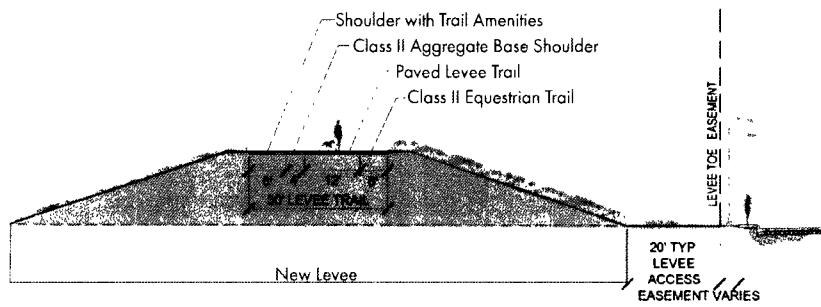 Shoulder with Trail Amenities
Class II Aggregate Base Shoulder
Paved Levee Trail
Class II Equestrian Trail
LEVEE TOE EASEMENT
12'
LEVEE TRAIL
New Levee
20' TYP
LEVEE
ACCESS
EASEMENT VARIES